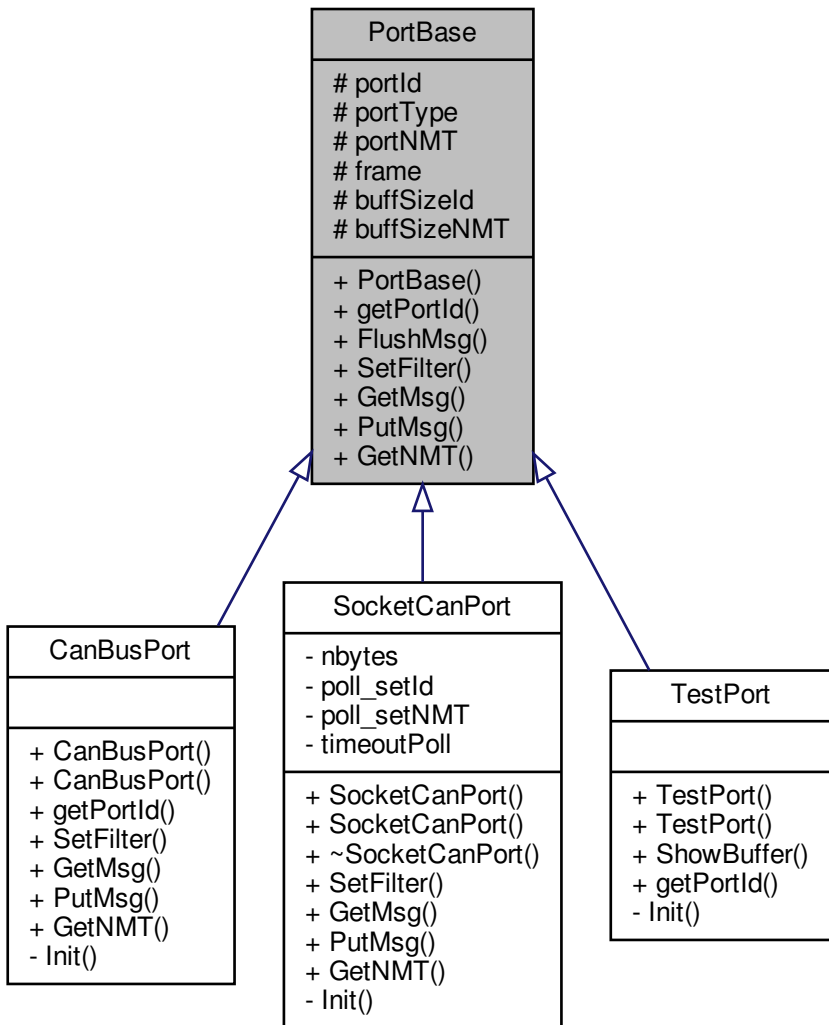 PortBase
# portId
# portType
# portNMT
# frame
# buffSizeId
# buffSizeNMT
+ PortBase()
+ getPortId()
+ FlushMsg()
+ SetFilter()
+ GetMsg()
+ PutMsg()
+ GetNMT()
CanBusPort
+ CanBusPort()
+ CanBusPort()
+ getPortId()
+ SetFilter()
+ GetMsg()
+ PutMsg()
+ GetNMT()
- Init()
SocketCanPort
- nbytes
- poll_setId
- poll_setNMT
- timeoutPoll
+ SocketCanPort()
+ SocketCanPort()
+ ~SocketCanPort()
+ SetFilter()
+ GetMsg()
+ PutMsg()
+ GetNMT()
- Init()
TestPort
+ TestPort()
+ TestPort()
+ ShowBuffer()
+ getPortId()
- Init()